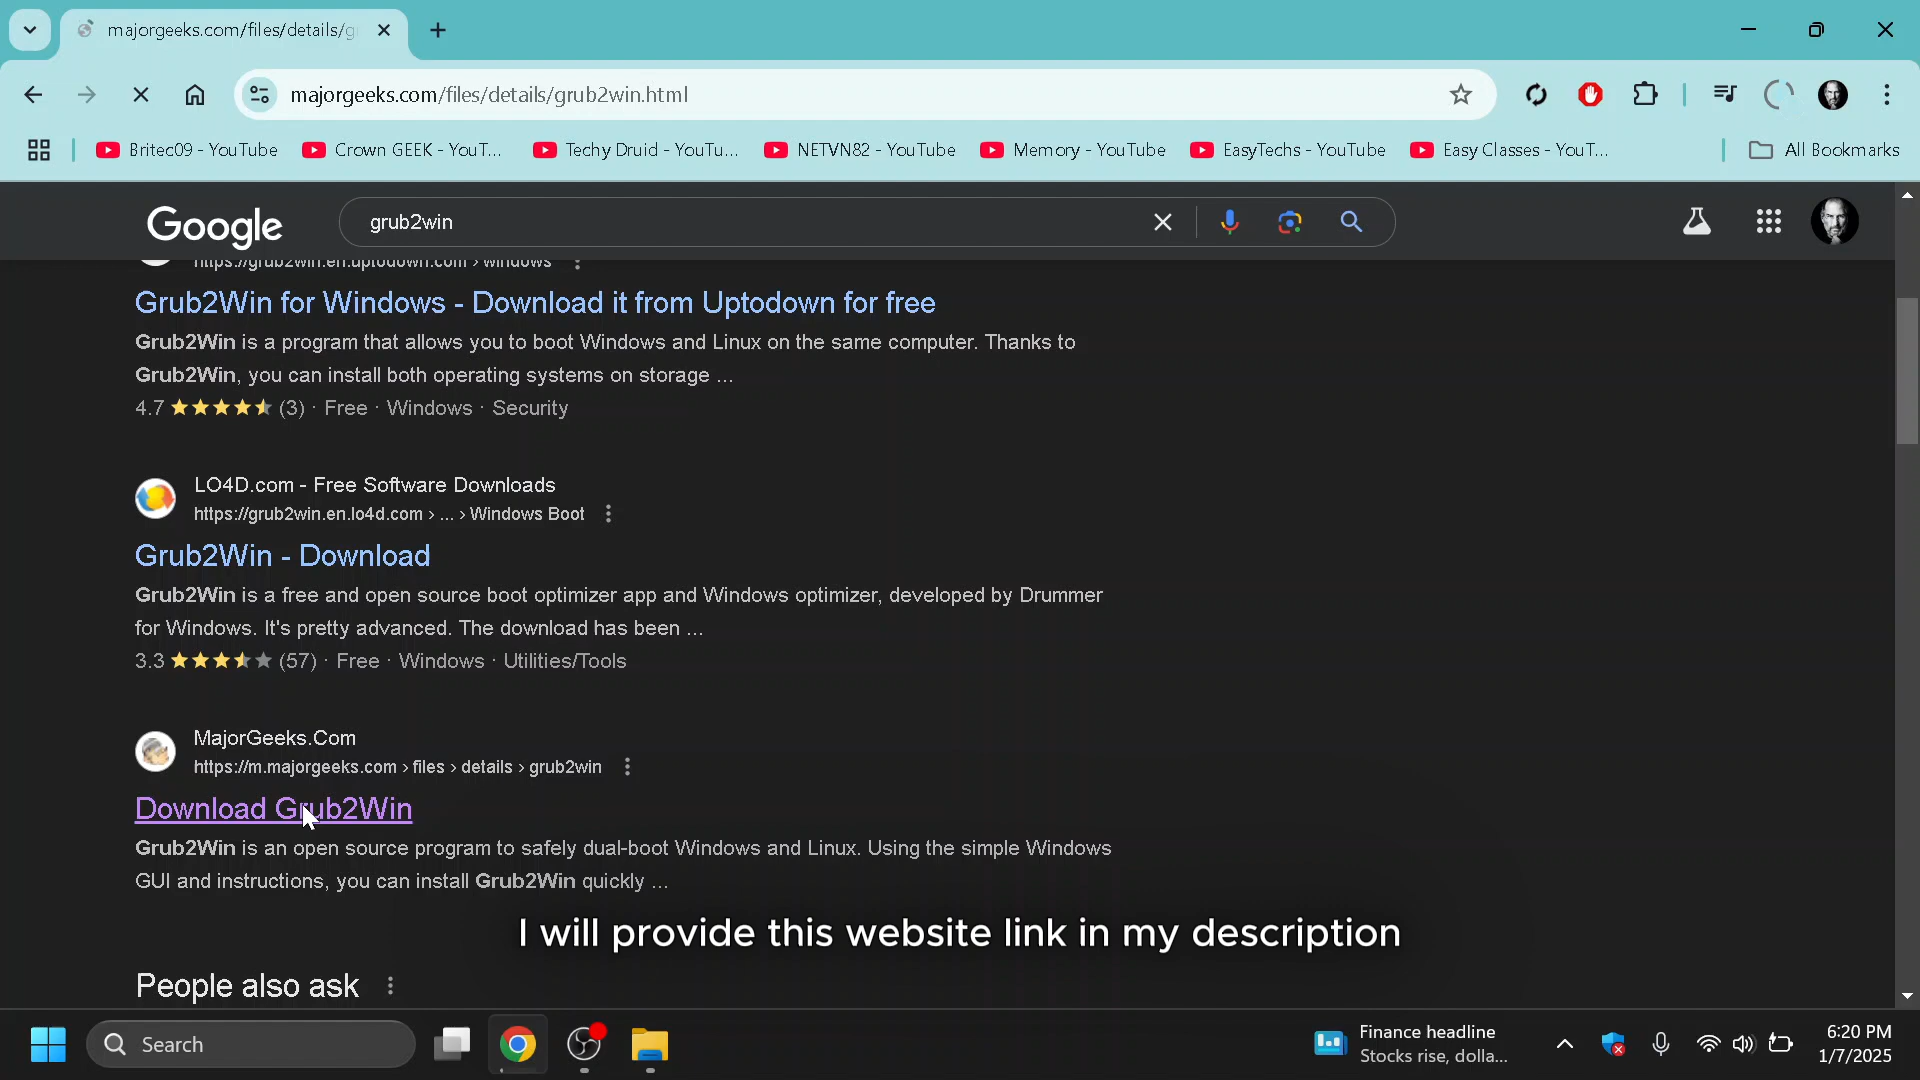 majorgeeks.com/files/details/g
majorgeeks.com/files/details/grub2win.html
Britec09 - YouTube
Crown GEEK - YouT...
Techy Druid - YouTu...
NETVN82 - YouTube
Memory - YouTube
EasyTechs - YouTube
Easy Classes - YouT...
All Bookmarks
Google
grub2win
https://grub2win.en.uptodown.com › windows
Grub2Win for Windows - Download it from Uptodown for free
Grub2Win is a program that allows you to boot Windows and Linux on the same computer. Thanks to
Grub2Win, you can install both operating systems on storage ...
4.7 (3) · Free · Windows · Security
LO4D.com - Free Software Downloads
https://grub2win.en.lo4d.com › ... › Windows Boot
Grub2Win - Download
Grub2Win is a free and open source boot optimizer app and Windows optimizer, developed by Drummer
for Windows. It's pretty advanced. The download has been ...
3.3 (57) · Free · Windows · Utilities/Tools
MajorGeeks.Com
https://m.majorgeeks.com › files › details › grub2win
Download Grub2Win
Grub2Win is an open source program to safely dual-boot Windows and Linux. Using the simple Windows
GUI and instructions, you can install Grub2Win quickly ...
I will provide this website link in my description
People also ask
Search
Finance headline
Stocks rise, dolla...
6:20 PM
1/7/2025